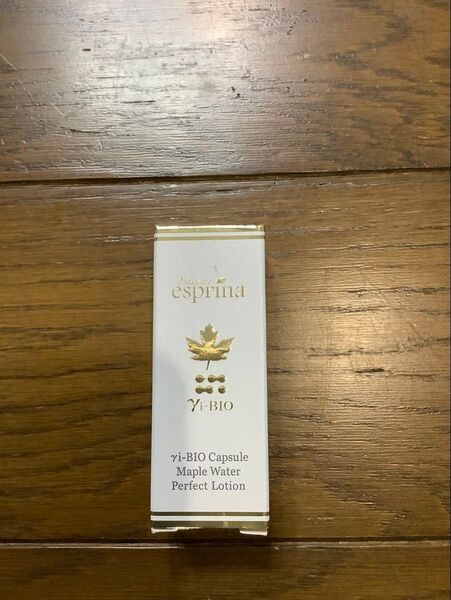 esprina
γi-BIO
γi-BIO Capsule
Maple Water
Perfect Lotion